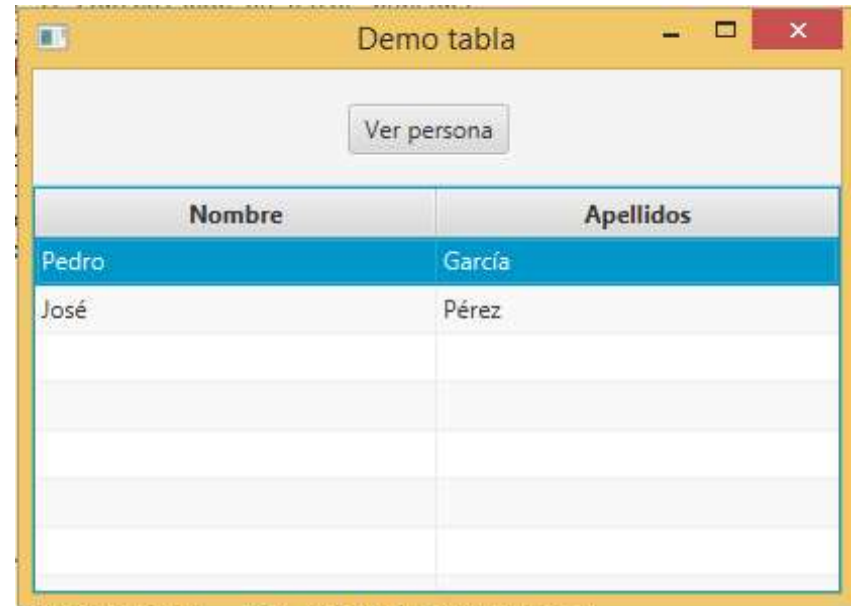 Demo tabla
Ver persona
Nombre Apellidos
Pedro García
José Pérez